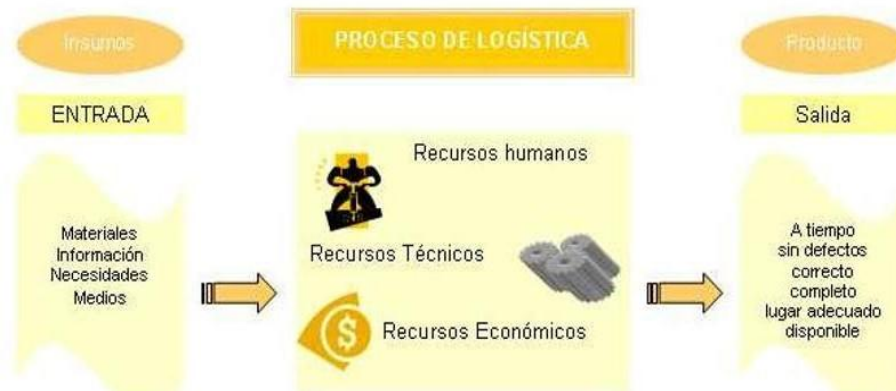 Insumos
PROCESO DE LOGÍSTICA
Producto
ENTRADA
Salida
Recursos humanos
Recursos Técnicos
Recursos Económicos
Materiales
Información
Necesidades
Medios
A tiempo
sin defectos
correcto
completo
lugar adecuado
disponible